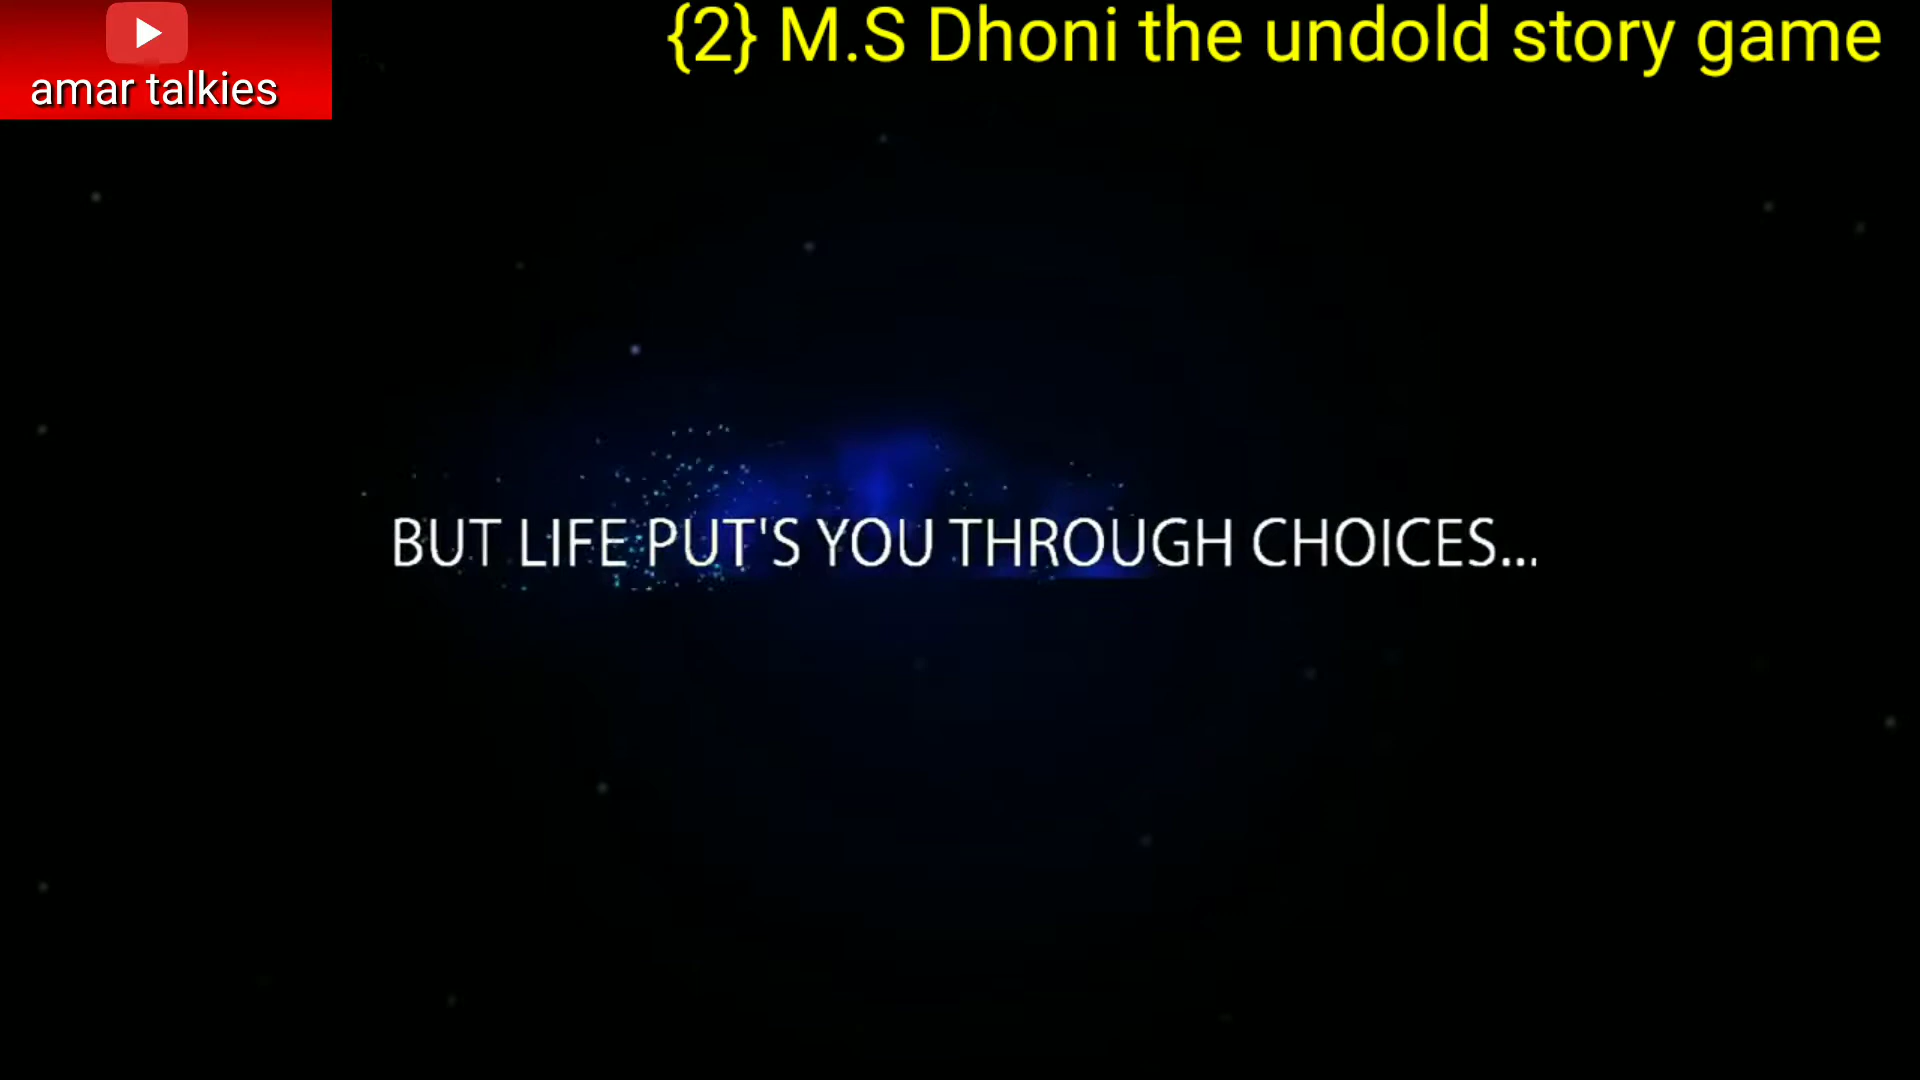 {2} M.S Dhoni the undold story game
amar talkies
BUT LIFE PUT'S YOU THROUGH CHOICES...